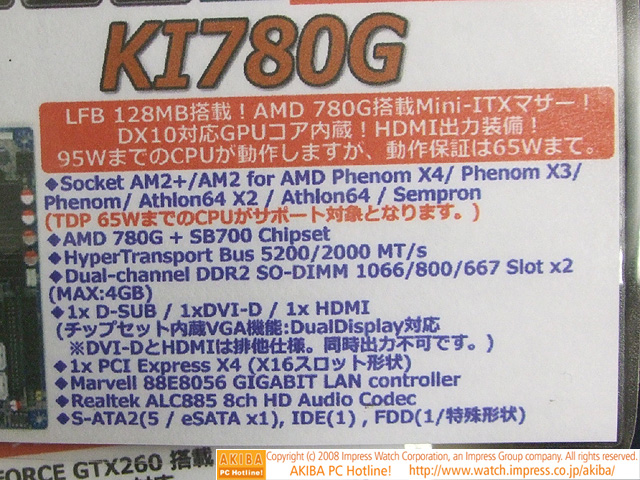 KI780G
LFB 128MB搭載！AMD 780G搭載Mini-ITXマザー！
DX10対応GPUコア内蔵！HDMI出力装備！
95WまでのCPUが動作しますが、動作保証は65Wまで。
◆Socket AM2+/AM2 for AMD Phenom X4/ Phenom X3/
Phenom/ Athlon64 X2 / Athlon64 / Sempron
(TDP 65WまでのCPUがサポート対象となります。)
◆AMD 780G + SB700 Chipset
◆HyperTransport Bus 5200/2000 MT/s
◆Dual-channel DDR2 SO-DIMM 1066/800/667 Slot x2
(MAX:4GB)
◆1x D-SUB / 1xDVI-D / 1x HDMI
(チップセット内蔵VGA機能:DualDisplay対応
※DVI-DとHDMIは排他仕様。同時出力不可です。)
◆1x PCI Express X4 (X16スロット形状)
◆Marvell 88E8056 GIGABIT LAN controller
◆Realtek ALC885 8ch HD Audio Codec
◆S-ATA2(5 / eSATA x1), IDE(1) , FDD(1/特殊形状)
FORCE GTX260 搭載
AKIBA PC Hotline!
Copyright (c) 2008 Impress Watch Corporation, an Impress Group company. All rights reserved.
AKIBA PC Hotline! http://www.watch.impress.co.jp/akiba/